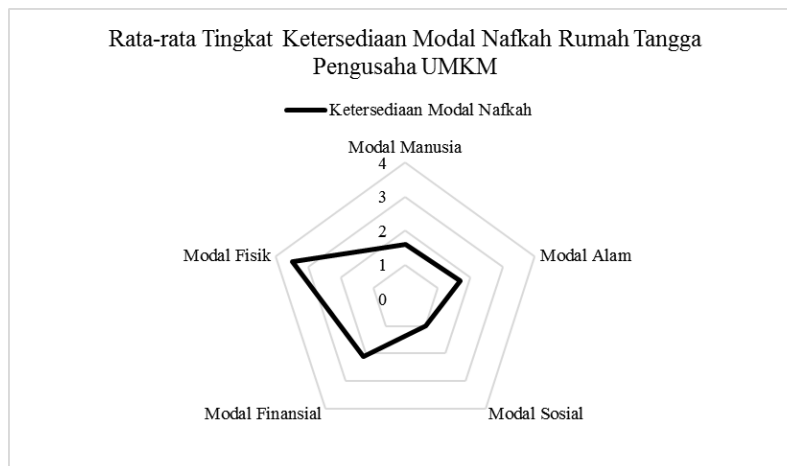 Rata-rata Tingkat Ketersediaan Modal Nafkah Rumah Tangga
Pengusaha UMKM
Ketersediaan Modal Nafkah
Modal Manusia
4
3
2
1
0
Modal Fisik
Modal Alam
Modal Finansial
Modal Sosial